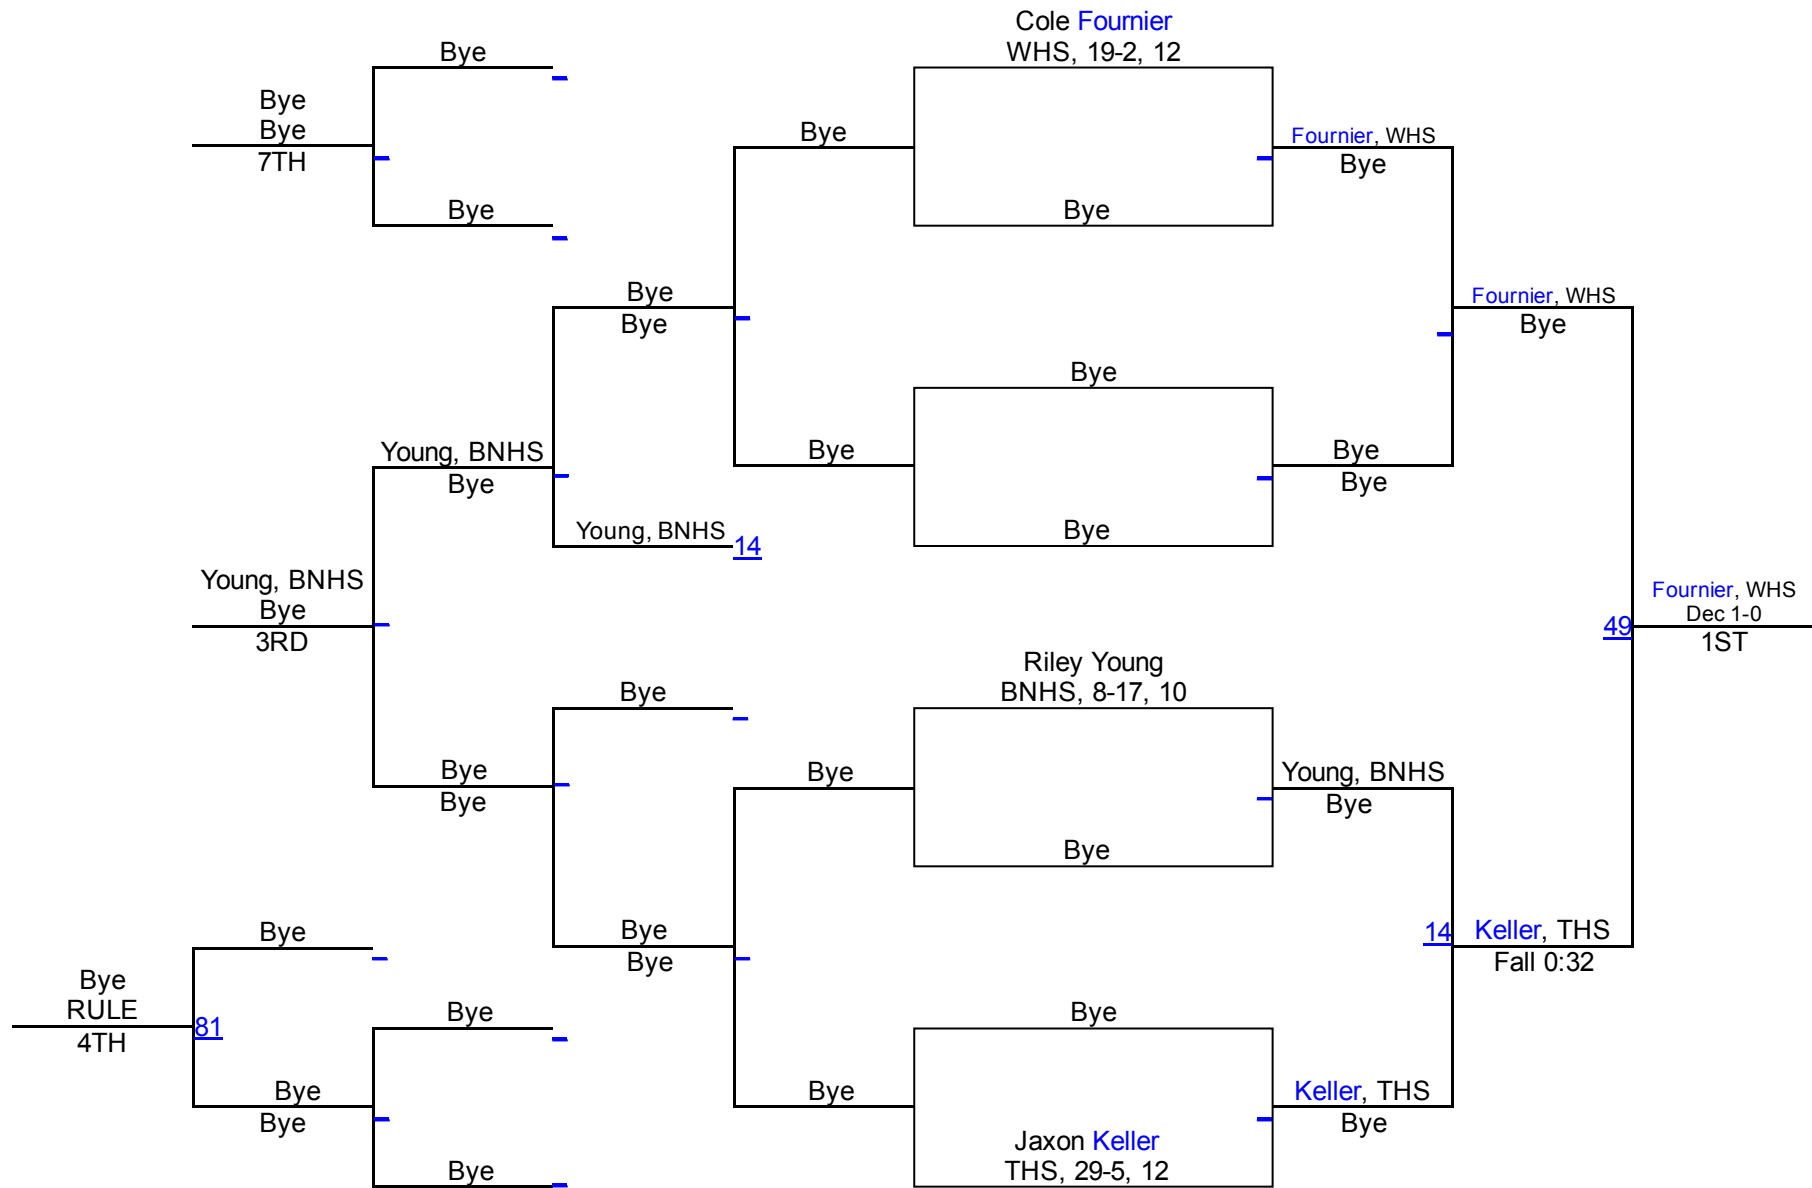 Cole Fournier
WHS, 19-2, 12
Bye
Bye
Bye
7TH
Bye
Bye
Fournier, WHS
Bye
Bye
Bye
Bye
Fournier, WHS
Bye
Bye
Young, BNHS
Bye
Bye
Bye
Bye
Young, BNHS
14
Bye
Young, BNHS
Bye
3RD
Fournier, WHS
Dec 1-0
49
1ST
Riley Young
BNHS, 8-17, 10
Bye
Bye
Bye
Bye
Young, BNHS
Bye
Bye
Bye
Bye
Bye
14
Keller, THS
Fall 0:32
Bye
RULE
81
4TH
Bye
Bye
Bye
Bye
Bye
Keller, THS
Bye
Bye
Jaxon Keller
THS, 29-5, 12